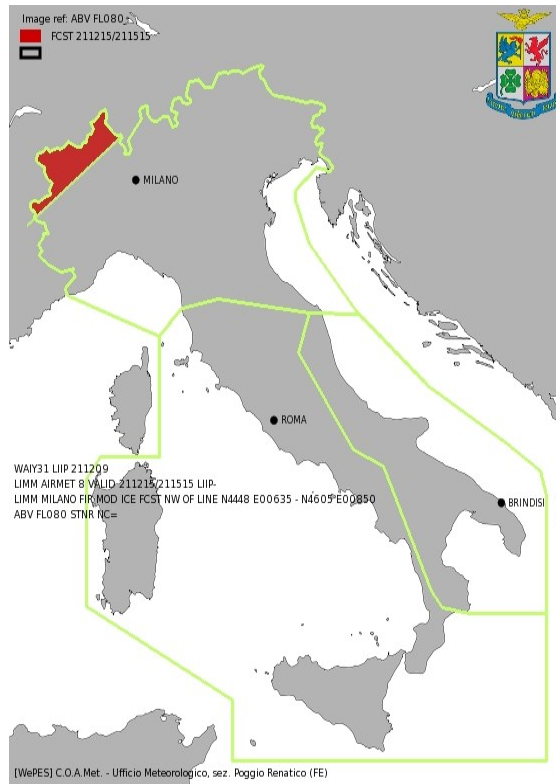 Image ref: ABV FL080_
FCST 211215/211515
MILANO
ROMA
WAIY31 LIIP 211209
LIMM AIRMET 8 VALID 211215/211515 LIIP-
LIMM MILANO FIR MOD ICE FCST NW OF LINE N4448 E00635 - N4605 E00850
ABV FL080 STNR NC=
BRINDISI
[WePES] C.O.A.Met. - Ufficio Meteorologico, sez. Poggio Renatico (FE)